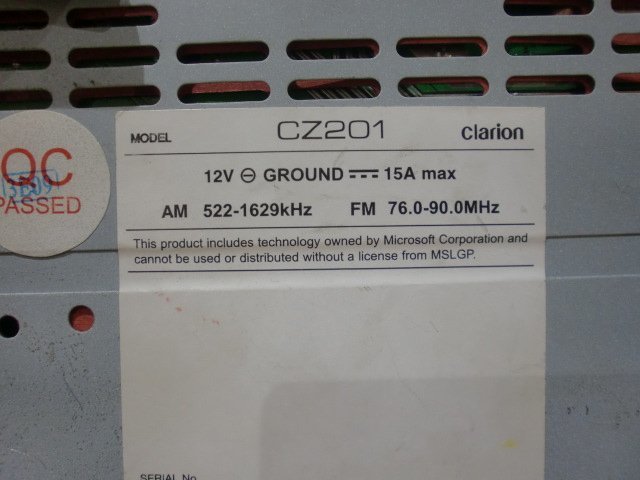 MODEL CZ201 clarion
12V ⊖ GROUND ⎓ 15A max
AM 522-1629kHz FM 76.0-90.0MHz
This product includes technology owned by Microsoft Corporation and
cannot be used or distributed without a license from MSLGP.
QC
PASSED
SERIAL No